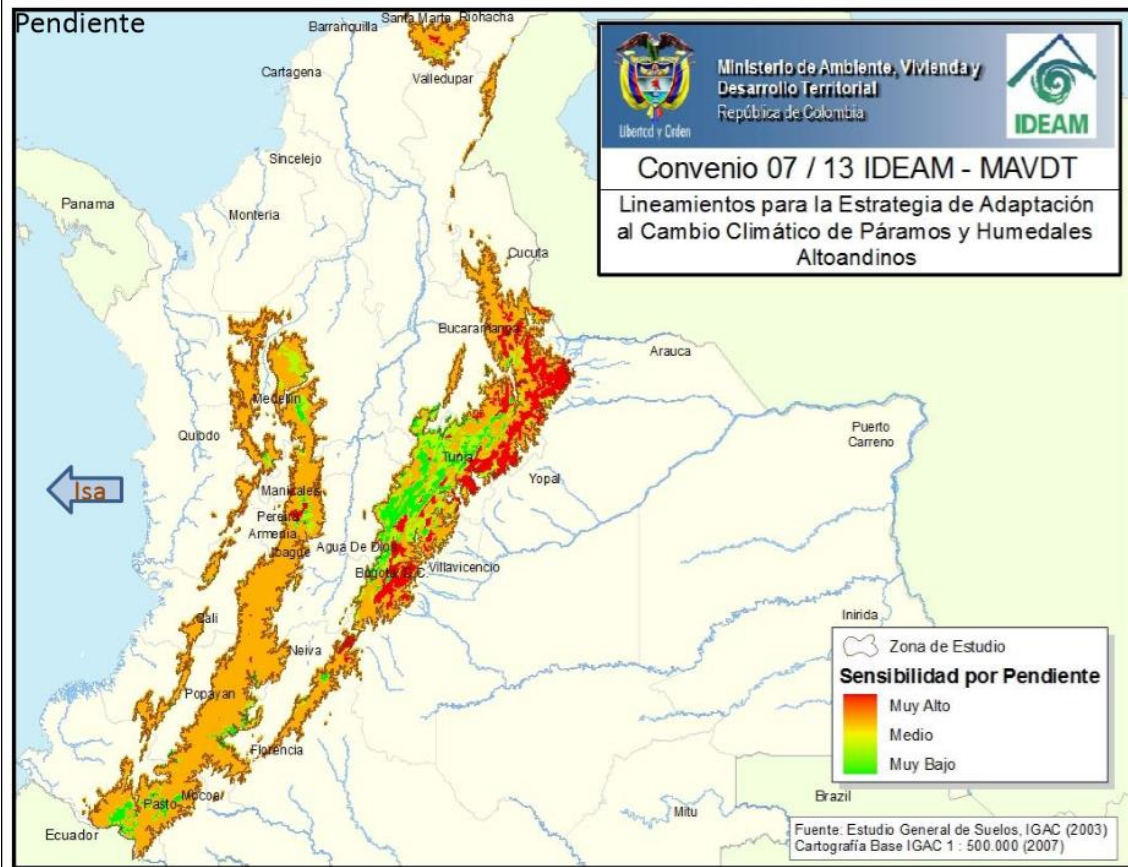 Pendiente
Santa Marta
Riohacha
Barranquilla
Cartagena
Valledupar
Sincelejo
Panama
Monteria
Cucuta
Bucaramanga
Arauca
Medellin
Quibdo
Puerto
Carreno
Tunja
Yopal
Isa
Manizales
Pereira
Armenia
Ibague
Agua De Dios
Bogota D.C.
Villavicencio
Cali
Neiva
Inirida
Popayan
Florencia
Pasto
Mocoa
Mitu
Brazil
Ecuador
Libertad y Orden
Ministerio de Ambiente, Vivienda y
Desarrollo Territorial
República de Colombia
IDEAM
Convenio 07 / 13 IDEAM - MAVDT
Lineamientos para la Estrategia de Adaptación
al Cambio Climático de Páramos y Humedales
Altoandinos
Zona de Estudio
Sensibilidad por Pendiente
Muy Alto
Medio
Muy Bajo
Fuente: Estudio General de Suelos, IGAC (2003)
Cartografía Base IGAC 1 : 500.000 (2007)